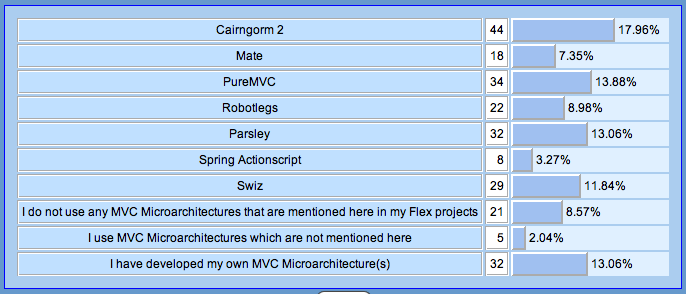 Cairngorm 2 44 17.96%
Mate 18 7.35%
PureMVC 34 13.88%
Robotlegs 22 8.98%
Parsley 32 13.06%
Spring Actionscript 8 3.27%
Swiz 29 11.84%
I do not use any MVC Microarchitectures that are mentioned here in my Flex projects 21 8.57%
I use MVC Microarchitectures which are not mentioned here 5 2.04%
I have developed my own MVC Microarchitecture(s) 32 13.06%